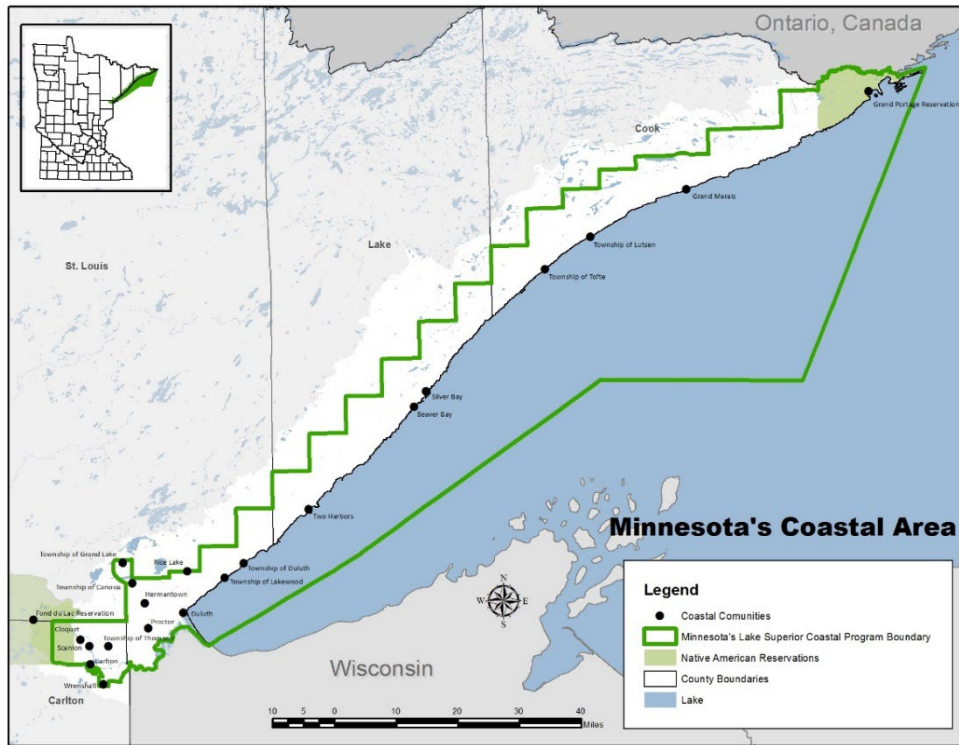 Ontario, Canada
Grand Portage Reservation
Cook
Grand Marais
Township of Lutsen
Lake
Township of Tofte
St. Louis
Silver Bay
Beaver Bay
Two Harbors
Minnesota's Coastal Area
Township of Grand Lake
Rice Lake
Township of Duluth
Township of Lakewood
Township of Canosia
Hermantown
Fond du Lac Reservation
Duluth
Proctor
Cloquet
Township of Thomson
Scanlon
Carlton
Wrenshall
Carlton
Wisconsin
N
W E
S
Legend
Coastal Comunities
Minnesota's Lake Superior Coastal Program Boundary
Native American Reservations
County Boundaries
Lake
10 5 0 10 20 30 40
Miles